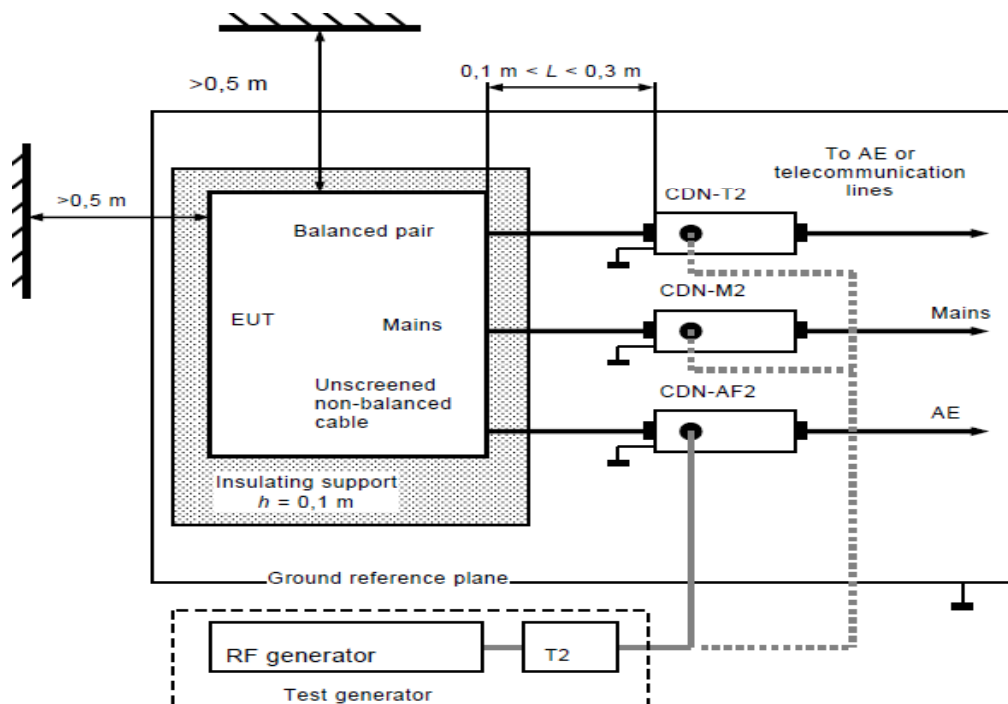 >0,5 m
0,1 m < L < 0,3 m
>0,5 m
To AE or
telecommunication
lines
CDN-T2
Balanced pair
CDN-M2
EUT
Mains
Mains
Unscreened
non-balanced
cable
CDN-AF2
AE
Insulating support
h = 0,1 m
Ground reference plane
RF generator
T2
Test generator